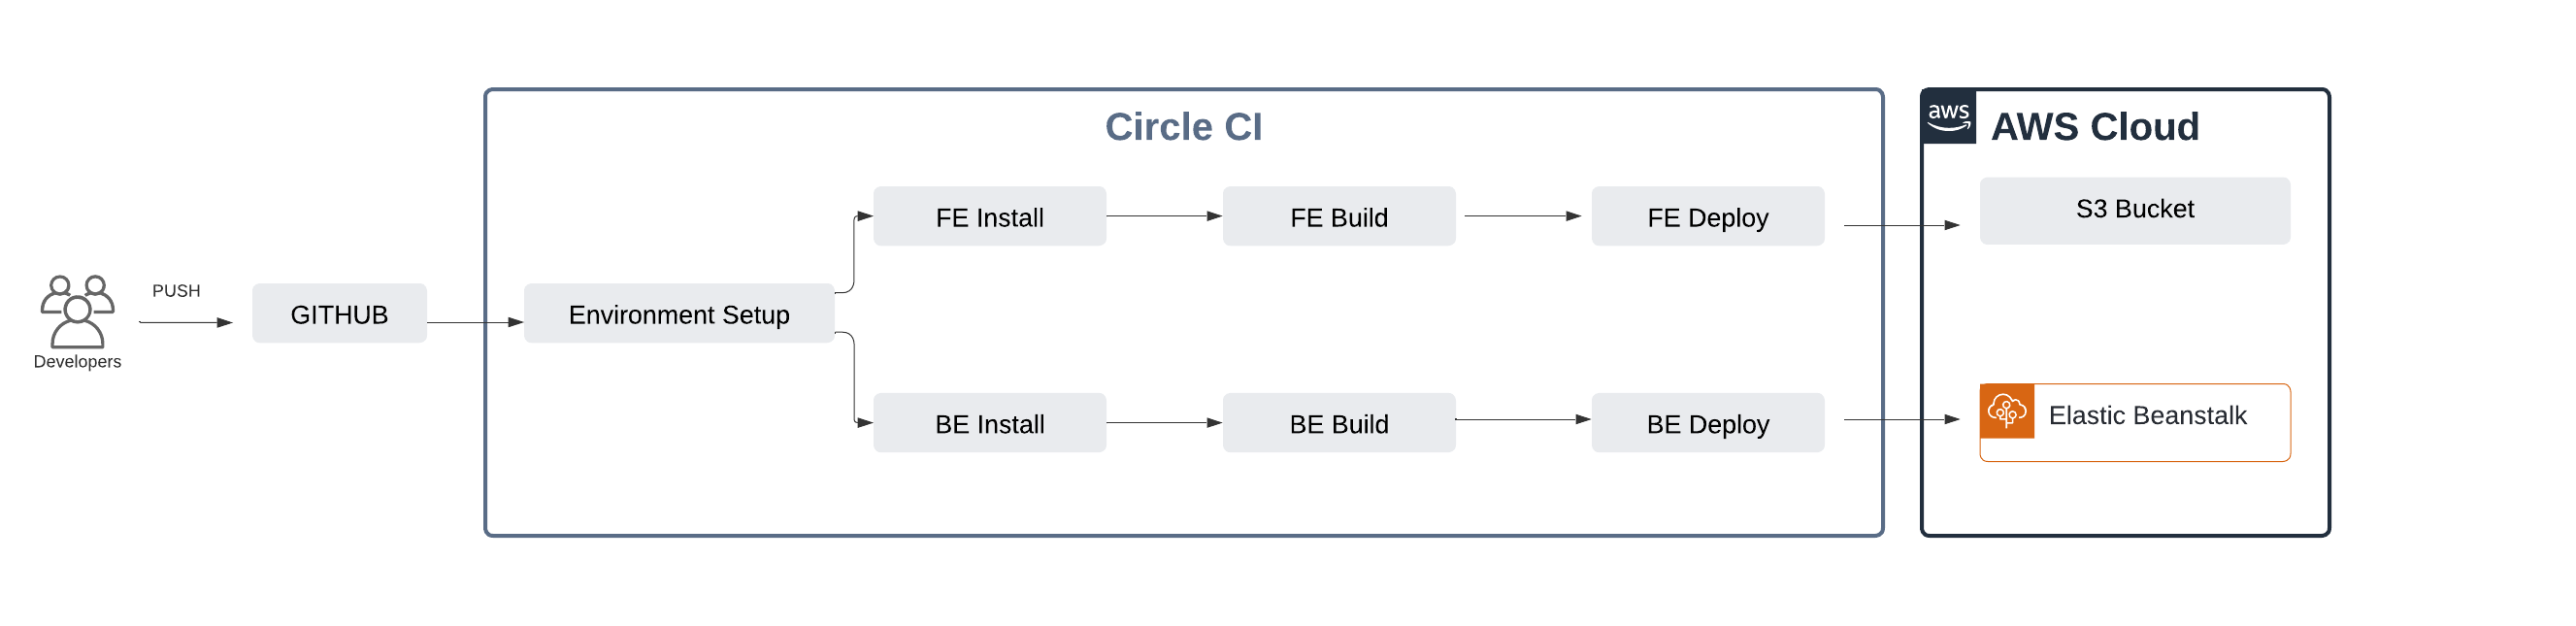 Circle CI
aws
AWS Cloud
FE Install
FE Build
FE Deploy
S3 Bucket
PUSH
GITHUB
Environment Setup
Developers
BE Install
BE Build
BE Deploy
Elastic Beanstalk